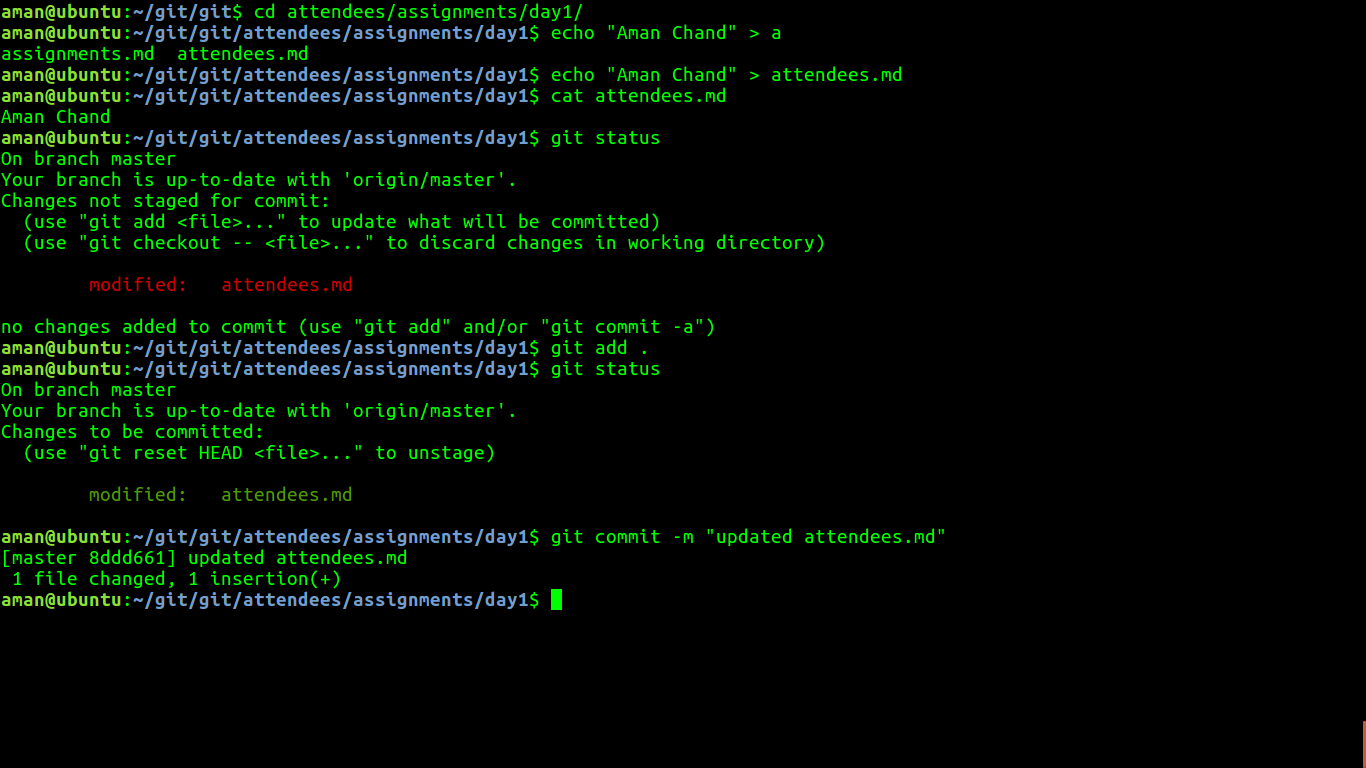 aman@ubuntu:~/git/git$ cd attendees/assignments/day1/
aman@ubuntu:~/git/git/attendees/assignments/day1$ echo "Aman Chand" > a
assignments.md  attendees.md
aman@ubuntu:~/git/git/attendees/assignments/day1$ echo "Aman Chand" > attendees.md
aman@ubuntu:~/git/git/attendees/assignments/day1$ cat attendees.md
Aman Chand
aman@ubuntu:~/git/git/attendees/assignments/day1$ git status
On branch master
Your branch is up-to-date with 'origin/master'.
Changes not staged for commit:
  (use "git add <file>..." to update what will be committed)
  (use "git checkout -- <file>..." to discard changes in working directory)
        modified:   attendees.md
no changes added to commit (use "git add" and/or "git commit -a")
aman@ubuntu:~/git/git/attendees/assignments/day1$ git add .
aman@ubuntu:~/git/git/attendees/assignments/day1$ git status
On branch master
Your branch is up-to-date with 'origin/master'.
Changes to be committed:
  (use "git reset HEAD <file>..." to unstage)
        modified:   attendees.md
aman@ubuntu:~/git/git/attendees/assignments/day1$ git commit -m "updated attendees.md"
[master 8ddd661] updated attendees.md
 1 file changed, 1 insertion(+)
aman@ubuntu:~/git/git/attendees/assignments/day1$